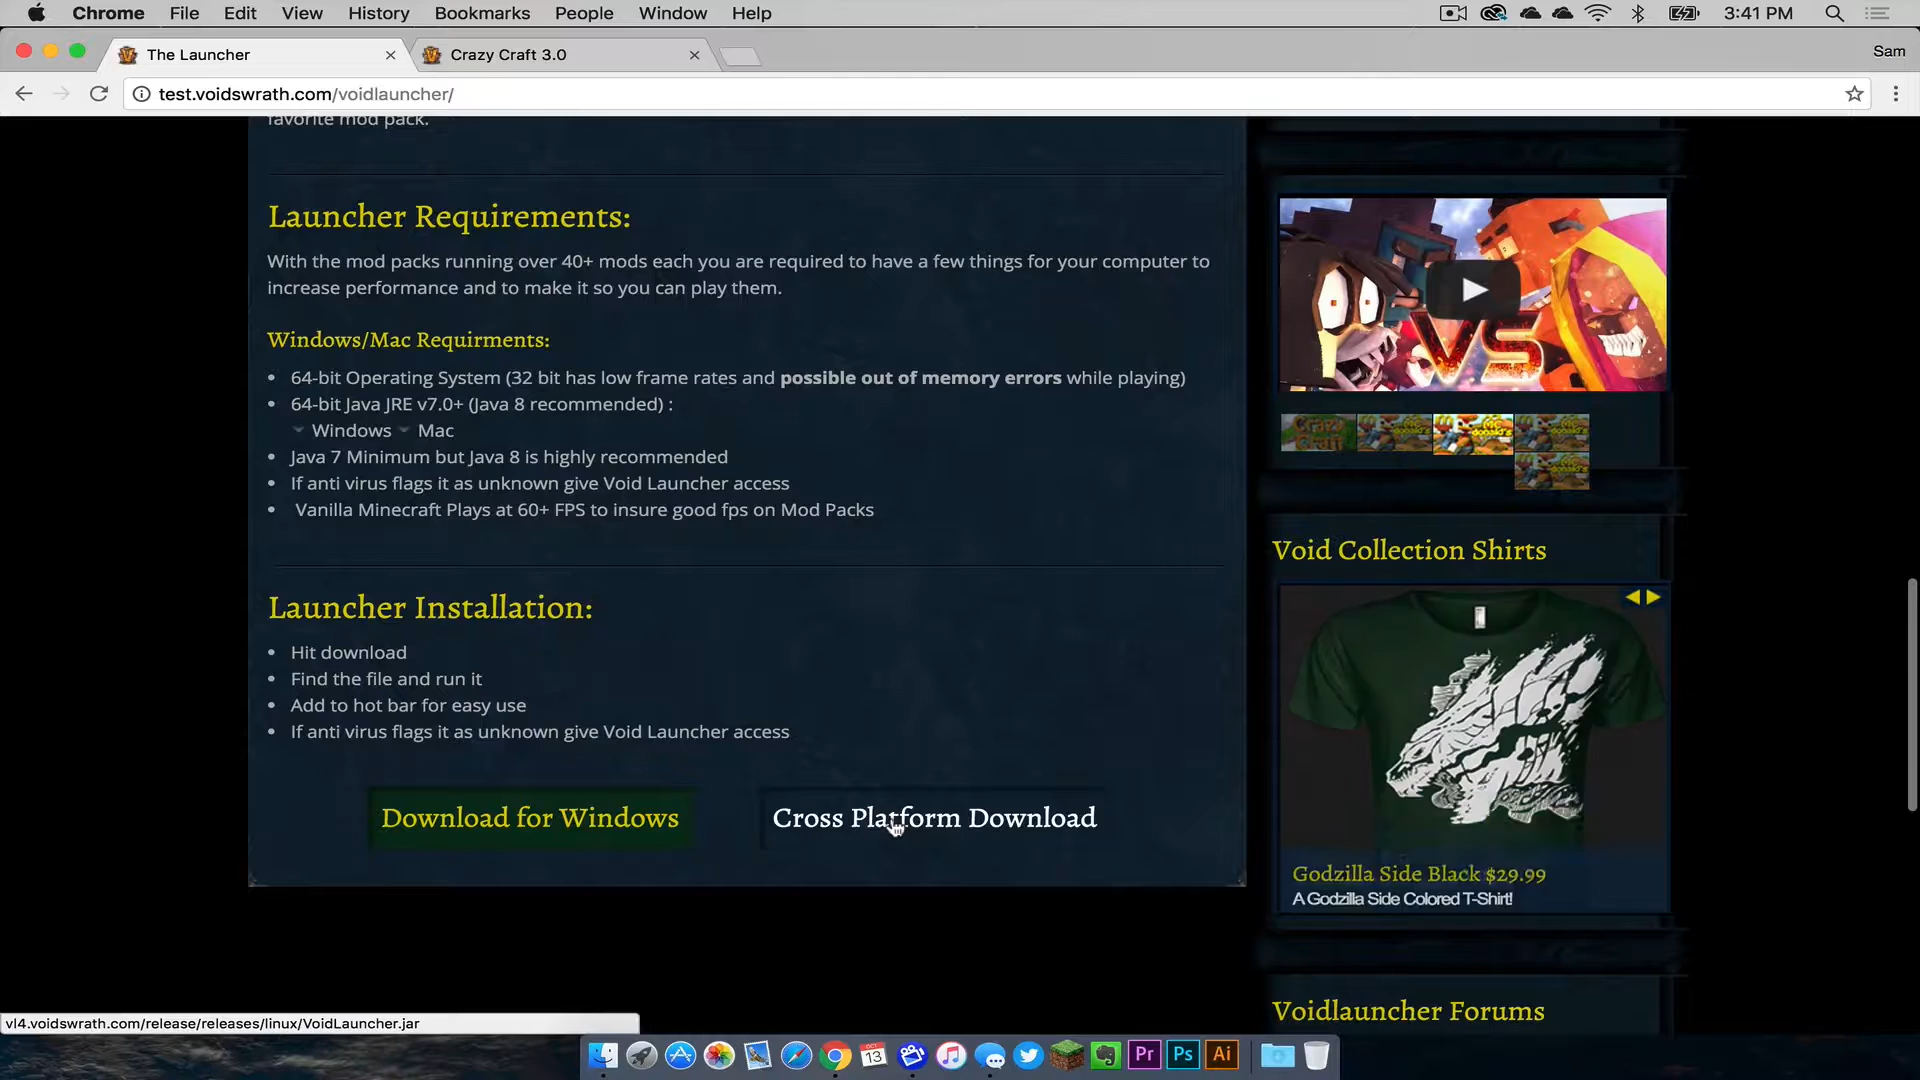 Chrome File Edit View History Bookmarks People Window Help 3:41 PM
The Launcher Crazy Craft 3.0 Sam
test.voidswrath.com/voidlauncher/
favorite mod pack.
Launcher Requirements:
With the mod packs running over 40+ mods each you are required to have a few things for your computer to
increase performance and to make it so you can play them.
Windows/Mac Requirments:
64-bit Operating System (32 bit has low frame rates and possible out of memory errors while playing)
64-bit Java JRE v7.0+ (Java 8 recommended) :
Windows Mac
Java 7 Minimum but Java 8 is highly recommended
If anti virus flags it as unknown give Void Launcher access
Vanilla Minecraft Plays at 60+ FPS to insure good fps on Mod Packs
Launcher Installation:
Hit download
Find the file and run it
Add to hot bar for easy use
If anti virus flags it as unknown give Void Launcher access
Download for Windows Cross Platform Download
VS
Crazy
Craft
Void Collection Shirts
Godzilla Side Black $29.99
A Godzilla Side Colored T-Shirt!
Voidlauncher Forums
vl4.voidswrath.com/release/releases/linux/VoidLauncher.jar
OCT
13
Pr Ps Ai